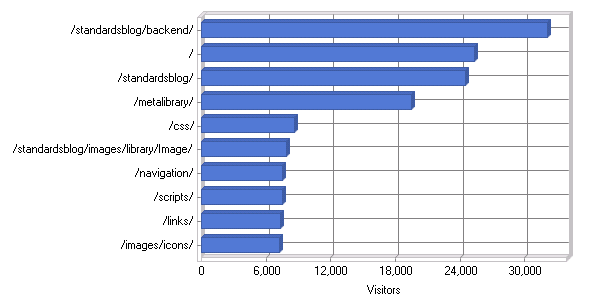 /standardsblog/backend/
/
/standardsblog/
/metalibrary/
/css/
/standardsblog/images/library/Image/
/navigation/
/scripts/
/links/
/images/icons/
0 6,000 12,000 18,000 24,000 30,000
Visitors